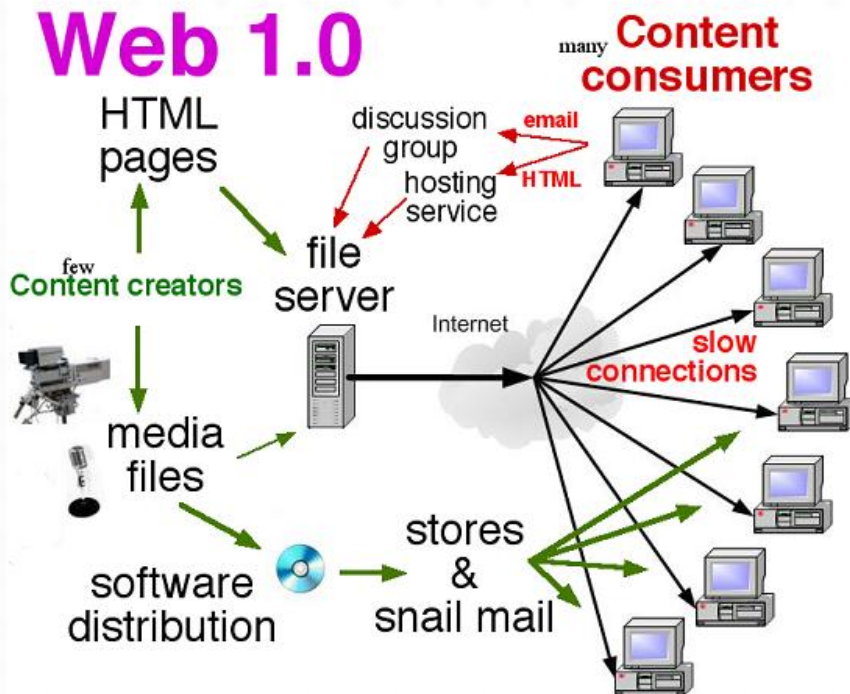 Web 1.0
many Content
consumers
HTML
pages
discussion
group
email
hosting
service
HTML
few
Content creators
file
server
Internet
slow
connections
media
files
software
distribution
stores
&
snail mail